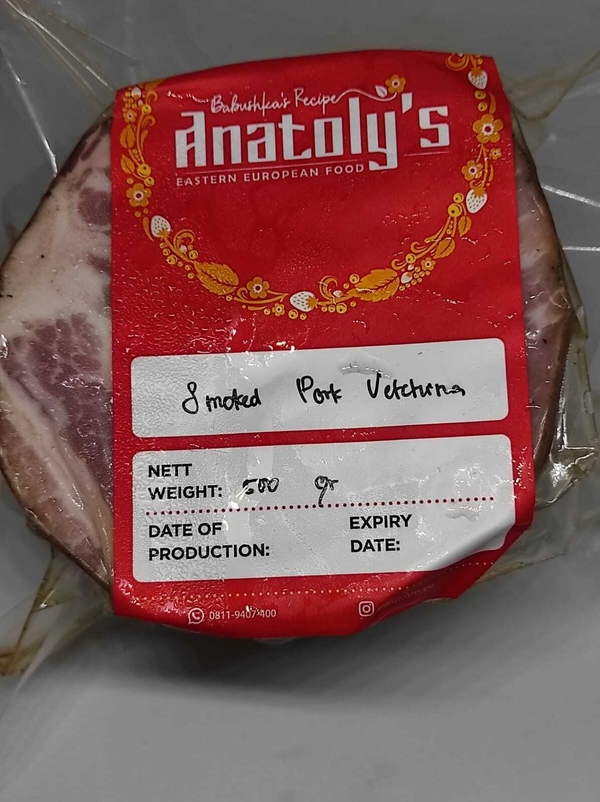 Babushka's Recipe
Anatoly's
EASTERN EUROPEAN FOOD
Smoked Pork Vetchina
NETT
WEIGHT: 500 gr
DATE OF
PRODUCTION:
EXPIRY
DATE:
0811-9407-400